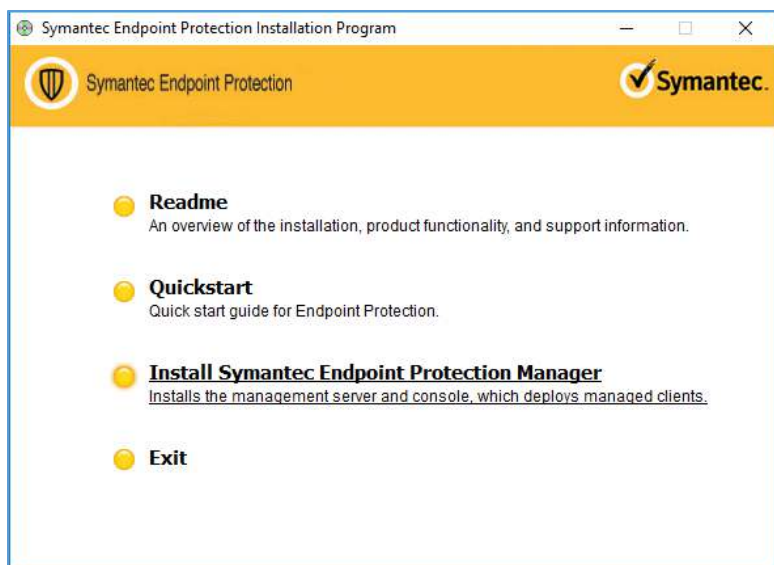 Symantec Endpoint Protection Installation Program
Symantec Endpoint Protection
Symantec.
Readme
An overview of the installation, product functionality, and support information.
Quickstart
Quick start guide for Endpoint Protection.
Install Symantec Endpoint Protection Manager
Installs the management server and console, which deploys managed clients.
Exit